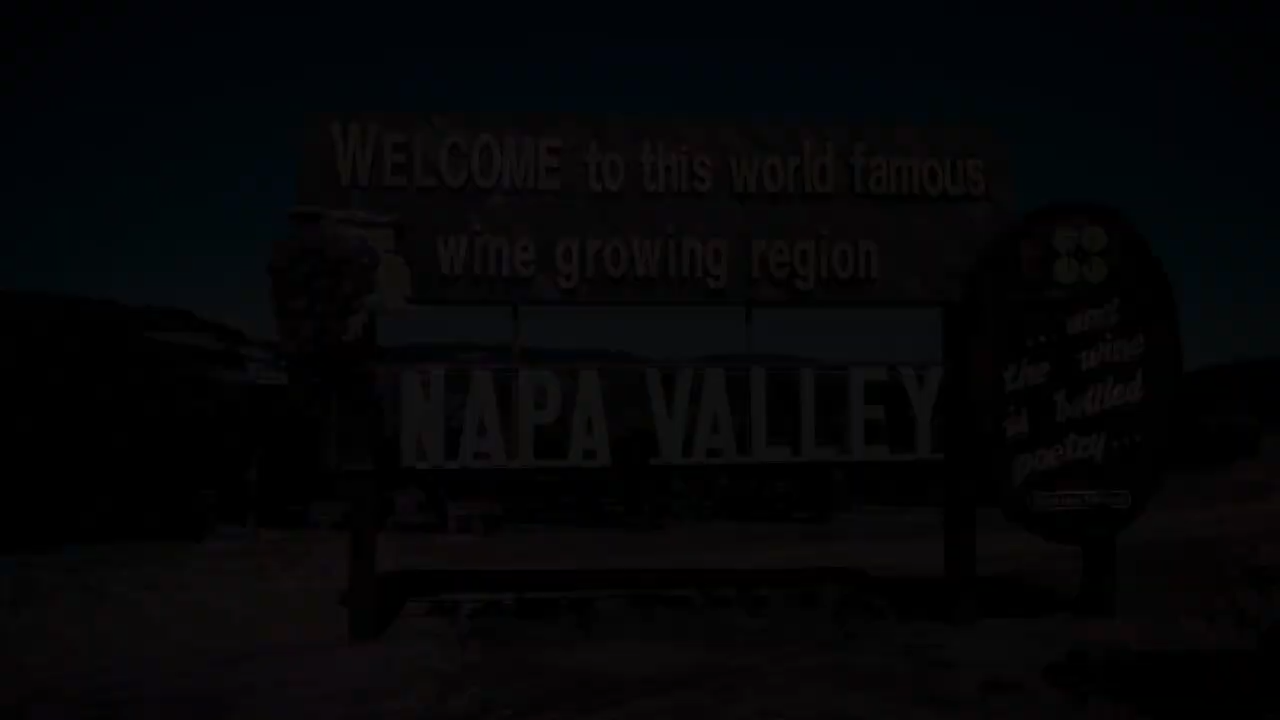 WELCOME to this world famous
wine growing region
NAPA VALLEY
... and
the wine
is bottled
poetry...